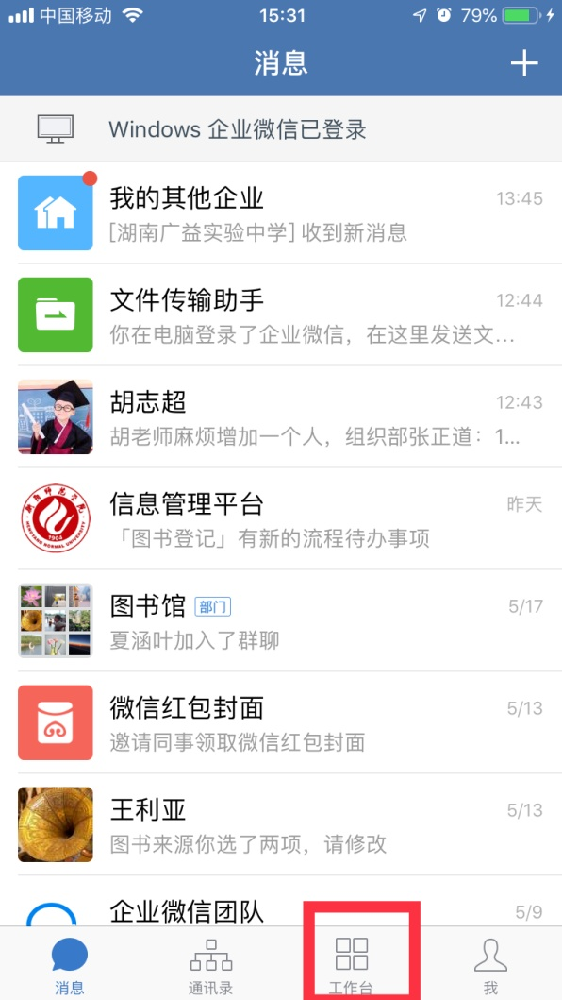 中国移动 15:31 79%
消息
Windows 企业微信已登录
我的其他企业 13:45
[湖南广益实验中学] 收到新消息
文件传输助手 12:44
你在电脑登录了企业微信，在这里发送文...
胡志超 12:43
胡老师麻烦增加一个人，组织部张正道：1...
信息管理平台 昨天
「图书登记」有新的流程待办事项
图书馆 部门 5/17
夏涵叶加入了群聊
微信红包封面 5/13
邀请同事领取微信红包封面
王利亚 5/13
图书来源你选了两项，请修改
企业微信团队 5/9
消息 通讯录 工作台 我